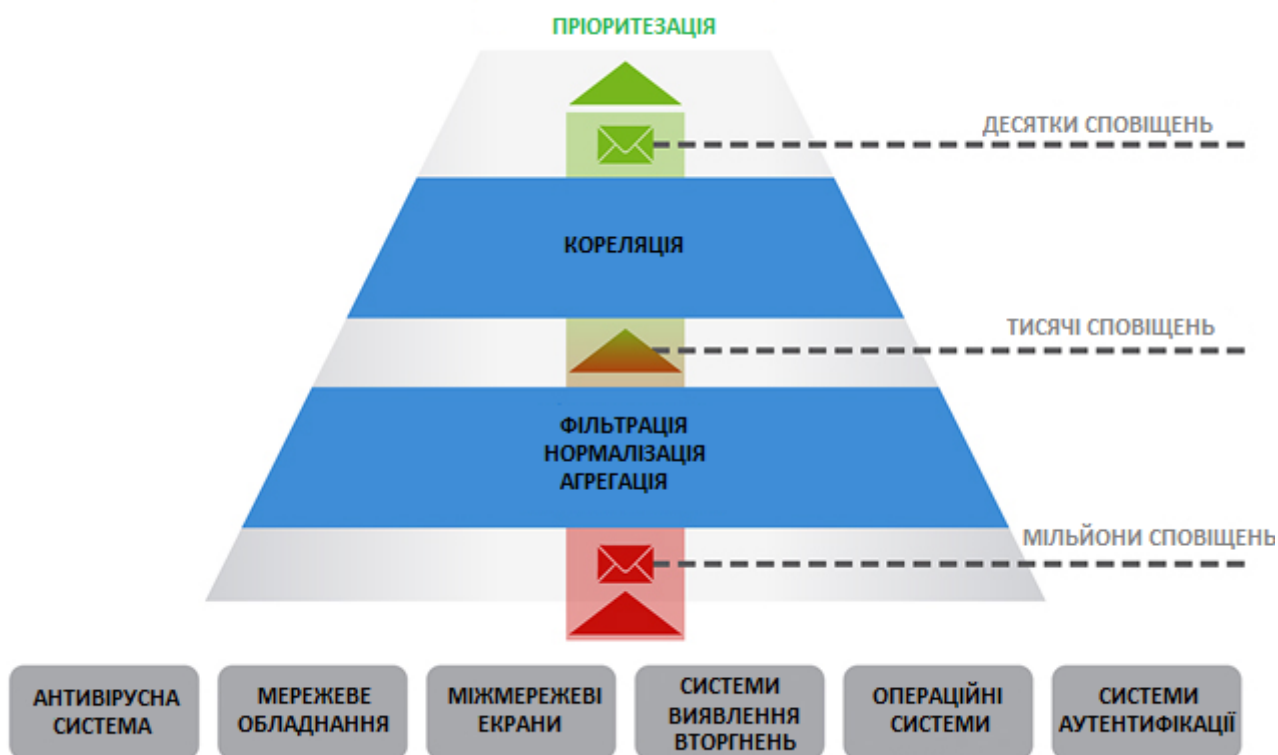 ПРІОРИТЕЗАЦІЯ
ДЕСЯТКИ СПОВІЩЕНЬ
КОРЕЛЯЦІЯ
ТИСЯЧІ СПОВІЩЕНЬ
ФІЛЬТРАЦІЯ
НОРМАЛІЗАЦІЯ
АГРЕГАЦІЯ
МІЛЬЙОНИ СПОВІЩЕНЬ
АНТИВІРУСНА
СИСТЕМА
МЕРЕЖЕВЕ
ОБЛАДНАННЯ
МІЖМЕРЕЖЕВІ
ЕКРАНИ
СИСТЕМИ
ВИЯВЛЕННЯ
ВТОРГНЕНЬ
ОПЕРАЦІЙНІ
СИСТЕМИ
СИСТЕМИ
АУТЕНТИФІКАЦІЇ